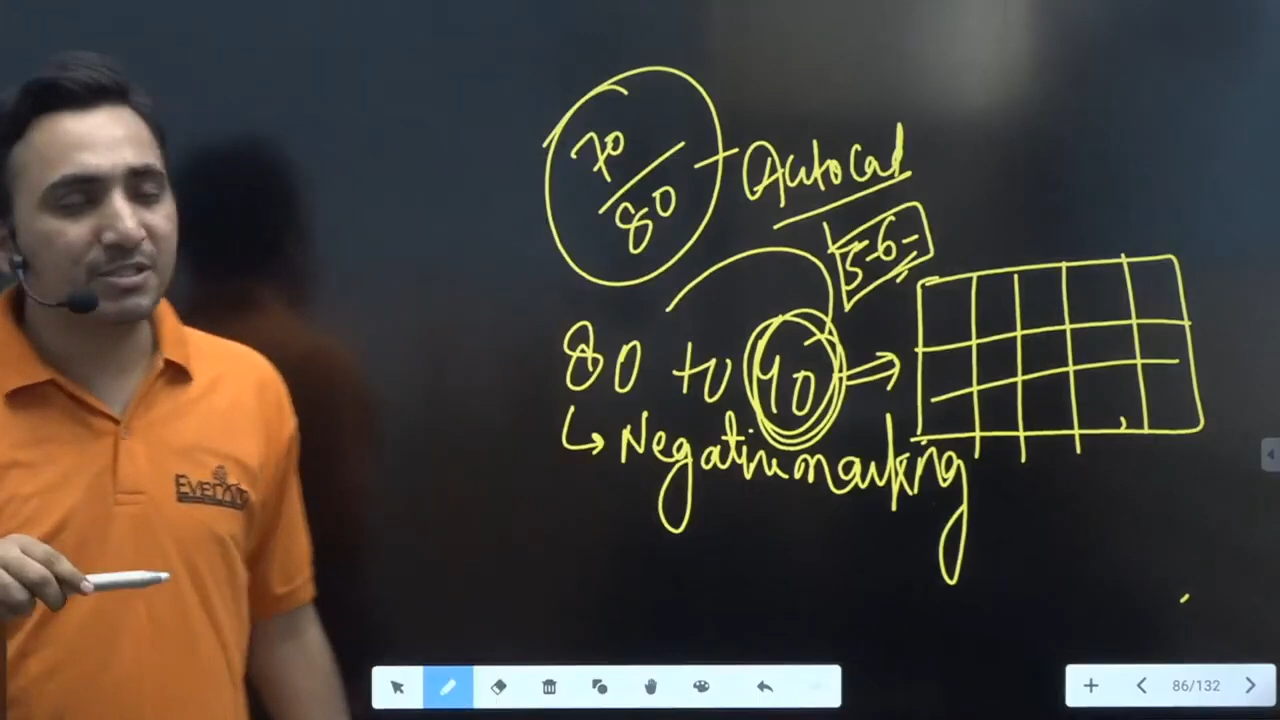 70/80 - Autocad
5-6-
80 to 90 ⇒
↳ Negative marking
Everexam
86/132